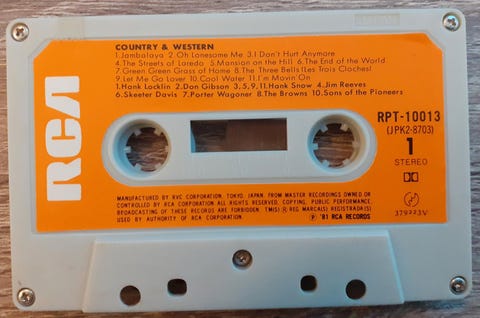 RCA
COUNTRY & WESTERN
1.Jambalaya 2.Oh Lonesome Me 3.I Don't Hurt Anymore
4.The Streets of Laredo 5.Mansion on the Hill 6.The End of the World
7.Green Green Grass of Home 8.The Three Bells (Les Trois Cloches)
9.Let Me Go Lover 10.Cool Water 11.I'm Movin On
1.Hank Locklin 2.Don Gibson 3,5,9,11.Hank Snow 4.Jim Reeves
6.Skeeter Davis 7.Porter Wagoner 8.The Browns 10.Sons of the Pioneers
RPT-10013
(JPK2-8703)
1
STEREO
MANUFACTURED BY RVC CORPORATION, TOKYO, JAPAN, FROM MASTER RECORDINGS OWNED OR
CONTROLLED BY RCA CORPORATION ALL RIGHTS RESERVED. COPYING, PUBLIC PERFORMANCE,
BROADCASTING OF THESE RECORDS ARE FORBIDDEN. TM(S) ® REG MARCA(S) REGISTRADA(S)
USED BY AUTHORITY OF RCA CORPORATION. ℗ '81 RCA RECORDS
379223V